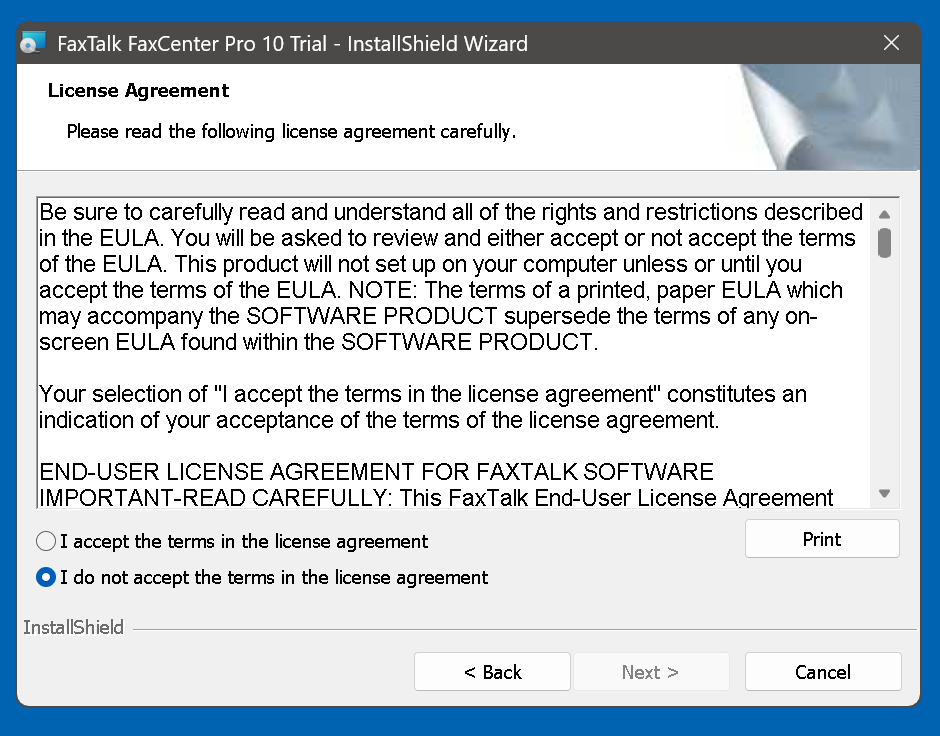 FaxTalk FaxCenter Pro 10 Trial - InstallShield Wizard
License Agreement
Please read the following license agreement carefully.
Be sure to carefully read and understand all of the rights and restrictions described
in the EULA. You will be asked to review and either accept or not accept the terms
of the EULA. This product will not set up on your computer unless or until you
accept the terms of the EULA. NOTE: The terms of a printed, paper EULA which
may accompany the SOFTWARE PRODUCT supersede the terms of any on-
screen EULA found within the SOFTWARE PRODUCT.
Your selection of "I accept the terms in the license agreement" constitutes an
indication of your acceptance of the terms of the license agreement.
END-USER LICENSE AGREEMENT FOR FAXTALK SOFTWARE
IMPORTANT-READ CAREFULLY: This FaxTalk End-User License Agreement
I accept the terms in the license agreement
Print
I do not accept the terms in the license agreement
InstallShield
< Back
Next >
Cancel